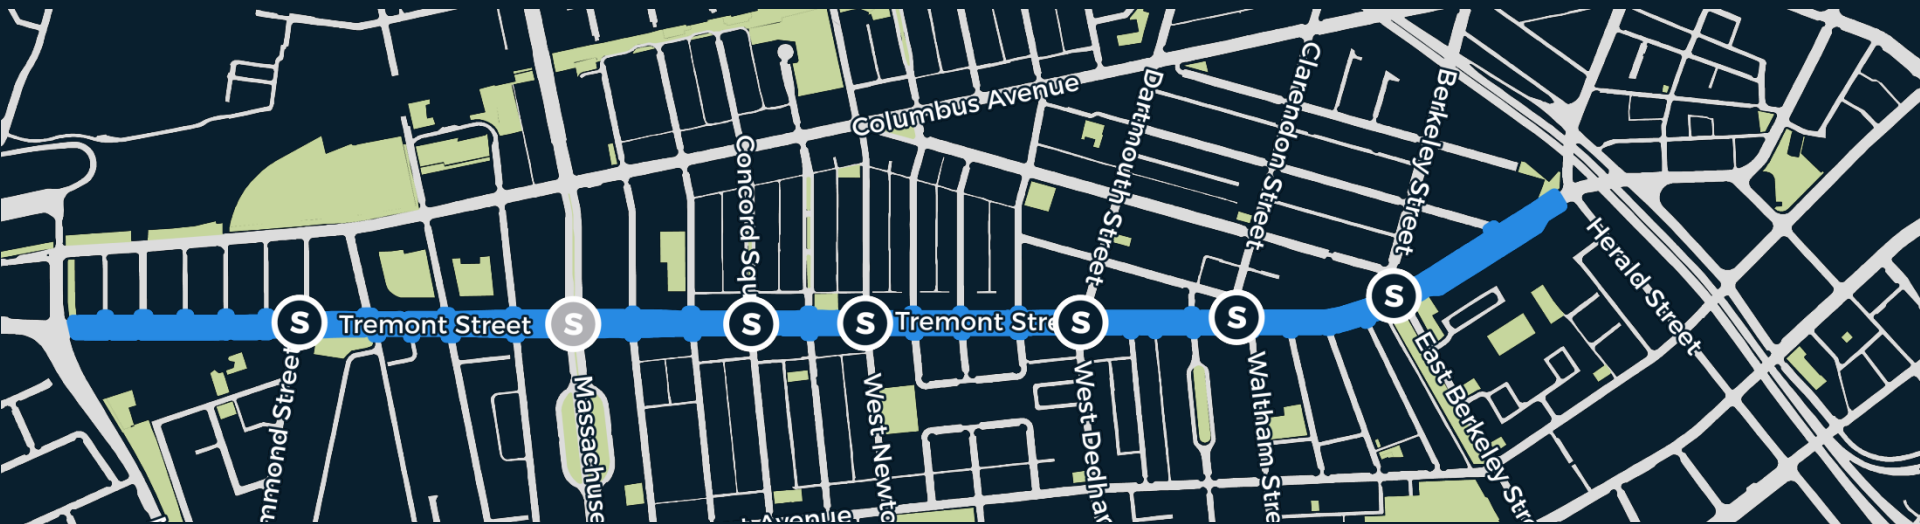 Columbus Avenue
Concord Squ
Dartmouth Street
Clarendon Street
Berkeley Street
Herald Street
S
S
S
S
S
S
S
Tremont Street
Tremont Stre
mmond Street
Massachuse
West Newto
West Dedhar
Waltham Stre
East Berkeley Str
t Avenue